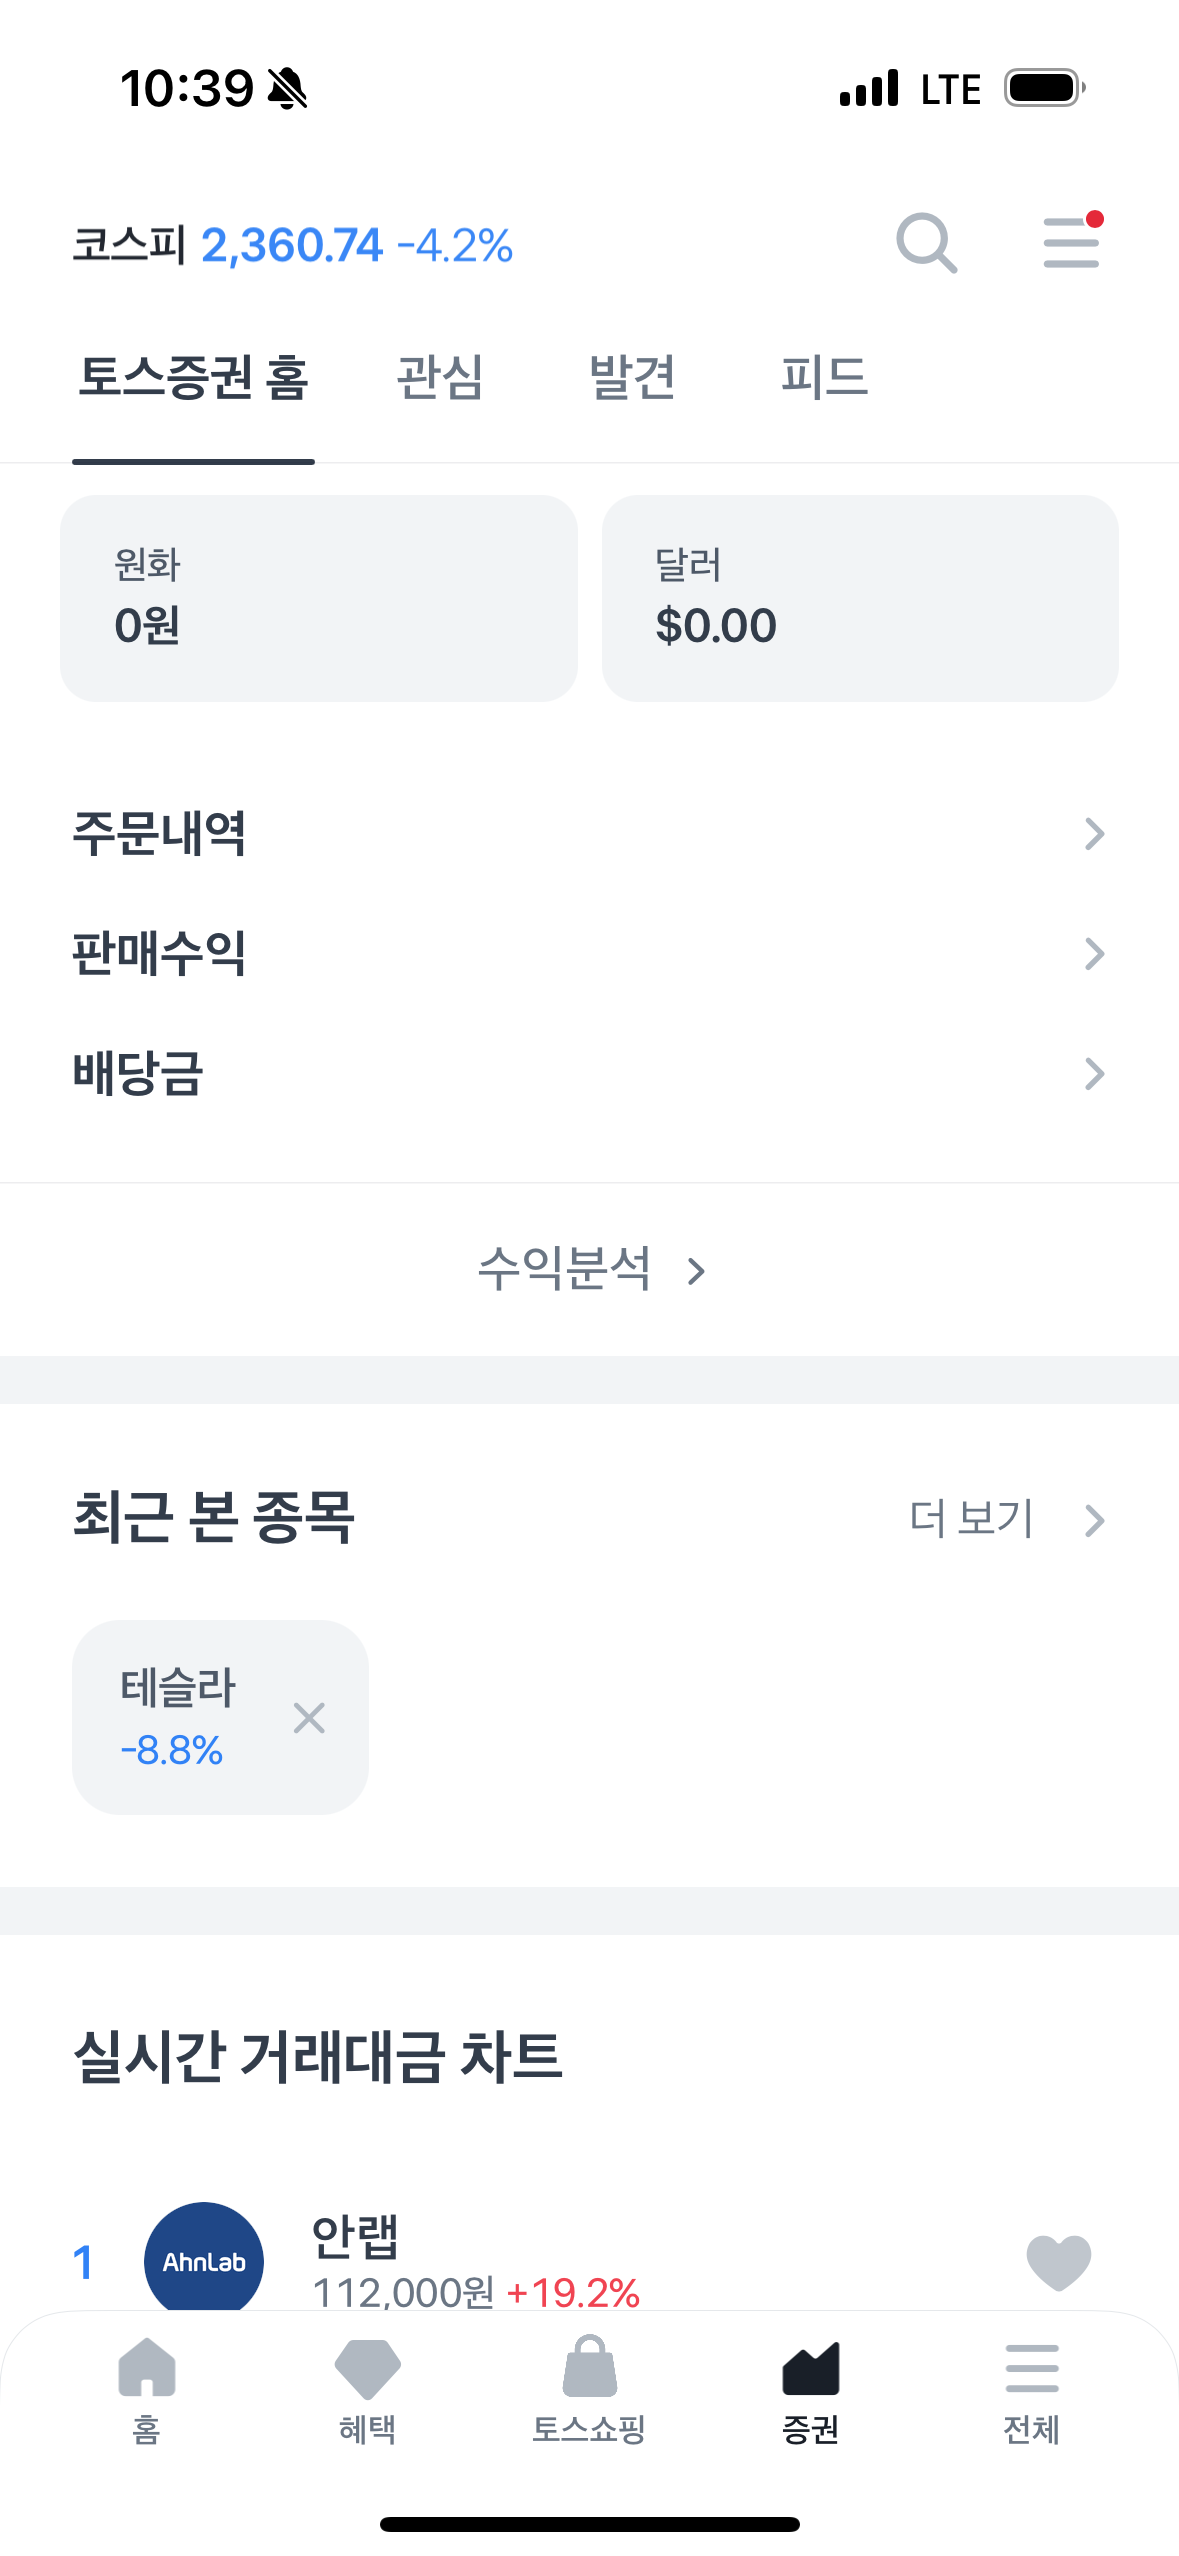 10:39 LTE
코스피 2,360.74 -4.2%
토스증권 홈 관심 발견 피드
원화 달러
0원 $0.00
주문내역
판매수익
배당금
수익분석
최근 본 종목 더 보기
테슬라
-8.8%
실시간 거래대금 차트
1 AhnLab 안랩
112,000원 +19.2%
홈 혜택 토스쇼핑 증권 전체